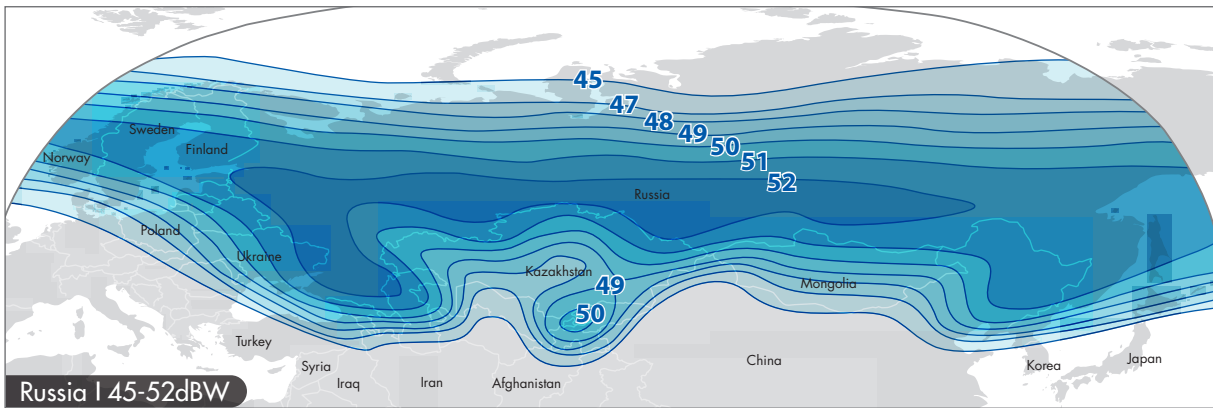 45
47
48
49
50
51
52
Sweden
Finland
Norway
Russia
Poland
Ukraine
Kazakhston
49
50
Mongolia
Turkey
Syria
Iraq
Iran
Afghanistan
China
Korea
Japan
Russia I 45-52dBW